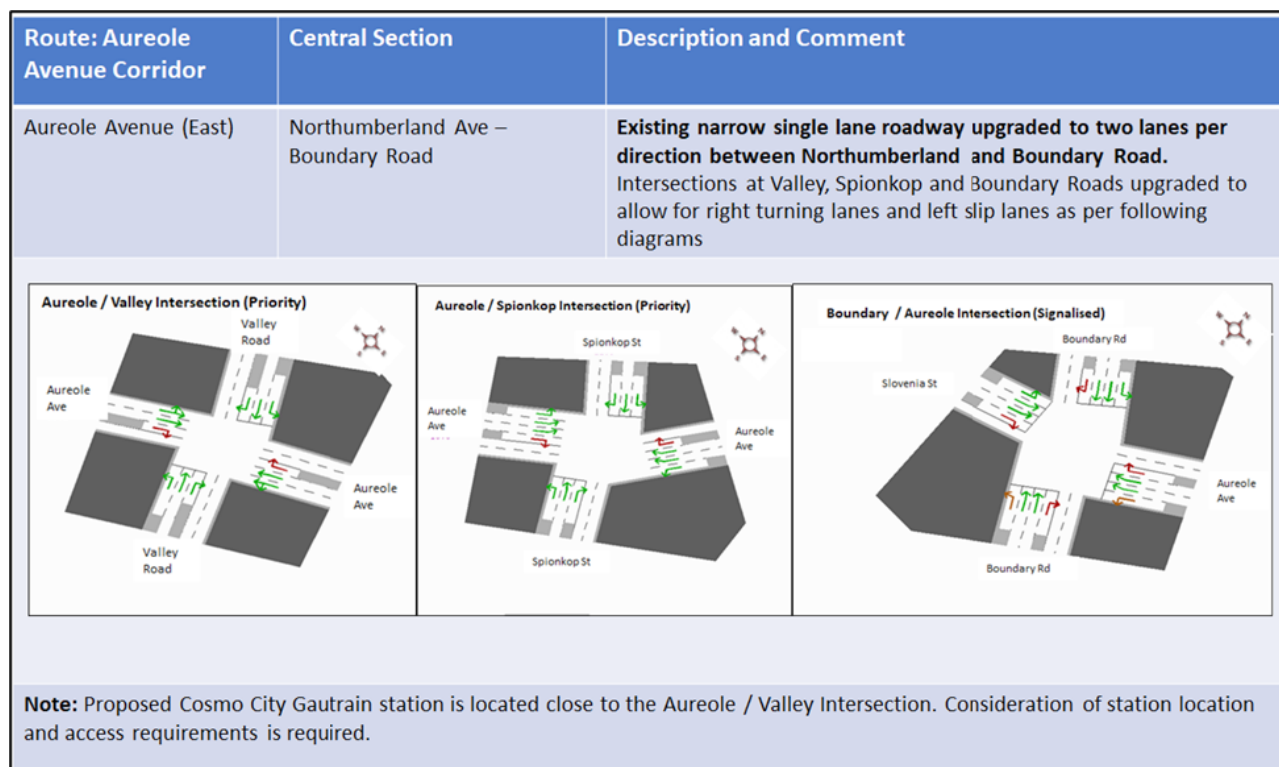 Route: Aureole
Avenue Corridor
Central Section
Description and Comment
Aureole Avenue (East)
Northumberland Ave –
Boundary Road
Existing narrow single lane roadway upgraded to two lanes per
direction between Northumberland and Boundary Road.
Intersections at Valley, Spionkop and Boundary Roads upgraded to
allow for right turning lanes and left slip lanes as per following
diagrams
Aureole / Valley Intersection (Priority)
Valley
Road
Aureole
Ave
Aureole
Ave
Valley
Road
Aureole / Spionkop Intersection (Priority)
Spionkop St
Aureole
Ave
Aureole
Ave
Spionkop St
Boundary / Aureole Intersection (Signalised)
Boundary Rd
Slovenia St
Aureole
Ave
Boundary Rd
Note: Proposed Cosmo City Gautrain station is located close to the Aureole / Valley Intersection. Consideration of station location
and access requirements is required.